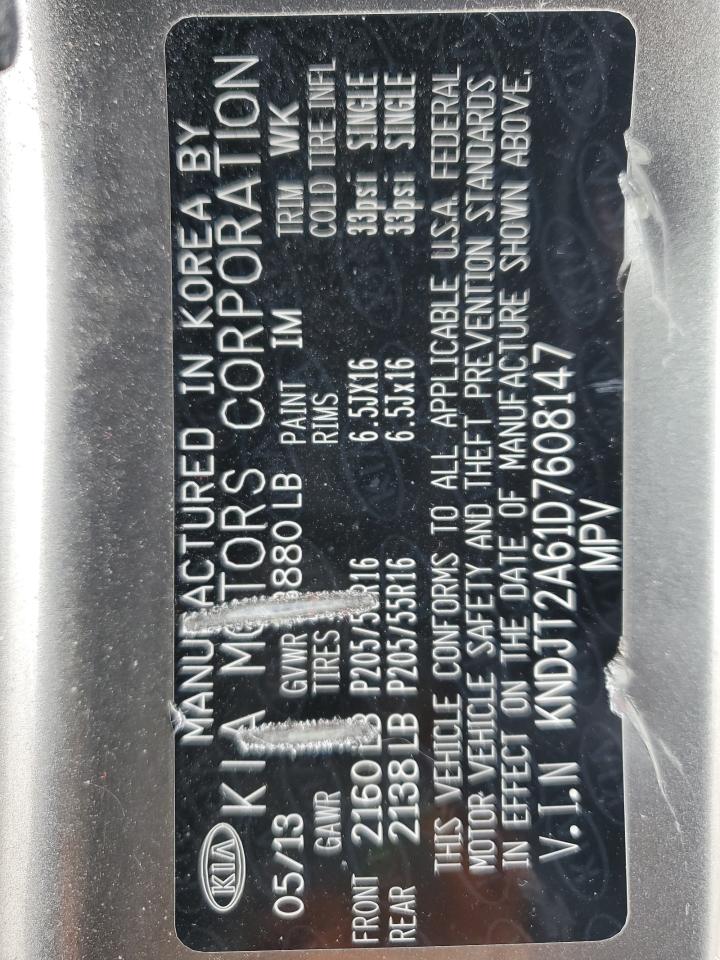 KIA
MANUFACTURED IN KOREA BY
KIA MOTORS CORPORATION
05/13 GVWR 880 LB PAINT IM TRIM WK
GAWR TIRES RIMS COLD TIRE INFL
FRONT 2160 LB P205/55R16 6.5JX16 33psi SINGLE
REAR 2138 LB P205/55R16 6.5Jx16 33psi SINGLE
THIS VEHICLE CONFORMS TO ALL APPLICABLE U.S.A. FEDERAL
MOTOR VEHICLE SAFETY AND THEFT PREVENTION STANDARDS
IN EFFECT ON THE DATE OF MANUFACTURE SHOWN ABOVE.
V.I.N KNDJT2A61D7608147
MPV